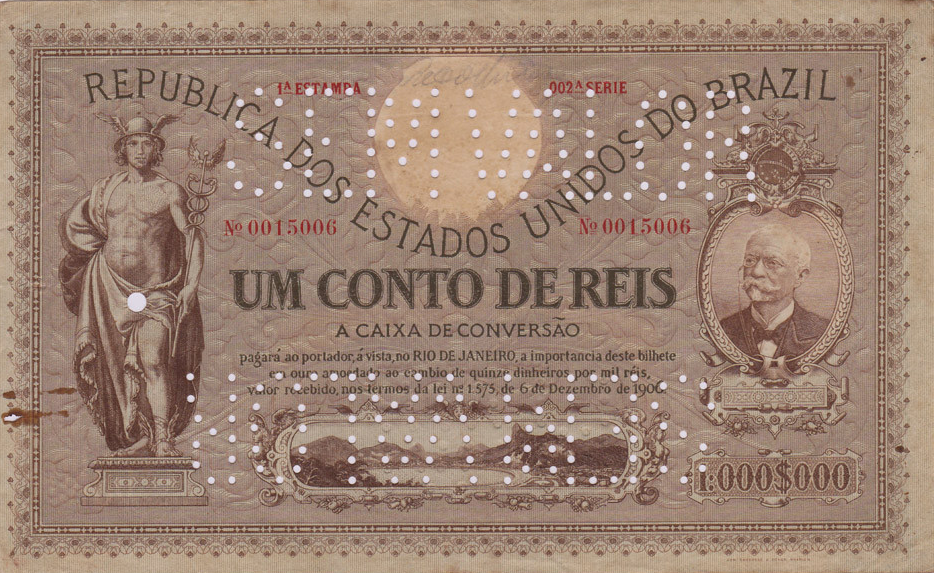 REPUBLICA DOS ESTADOS UNIDOS DO BRAZIL
1ª ESTAMPA
002ª SERIE
Nº 0015006
Nº 0015006
UM CONTO DE REIS
A CAIXA DE CONVERSÃO
pagará ao portador, á vista, no RIO DE JANEIRO, a importancia deste bilhete
em ouro amoedado ao cambio de quinze dinheiros por mil réis,
valor recebido, nos termos da lei nº 1.575, de 6 de Dezembro de 1906.
1:000$000